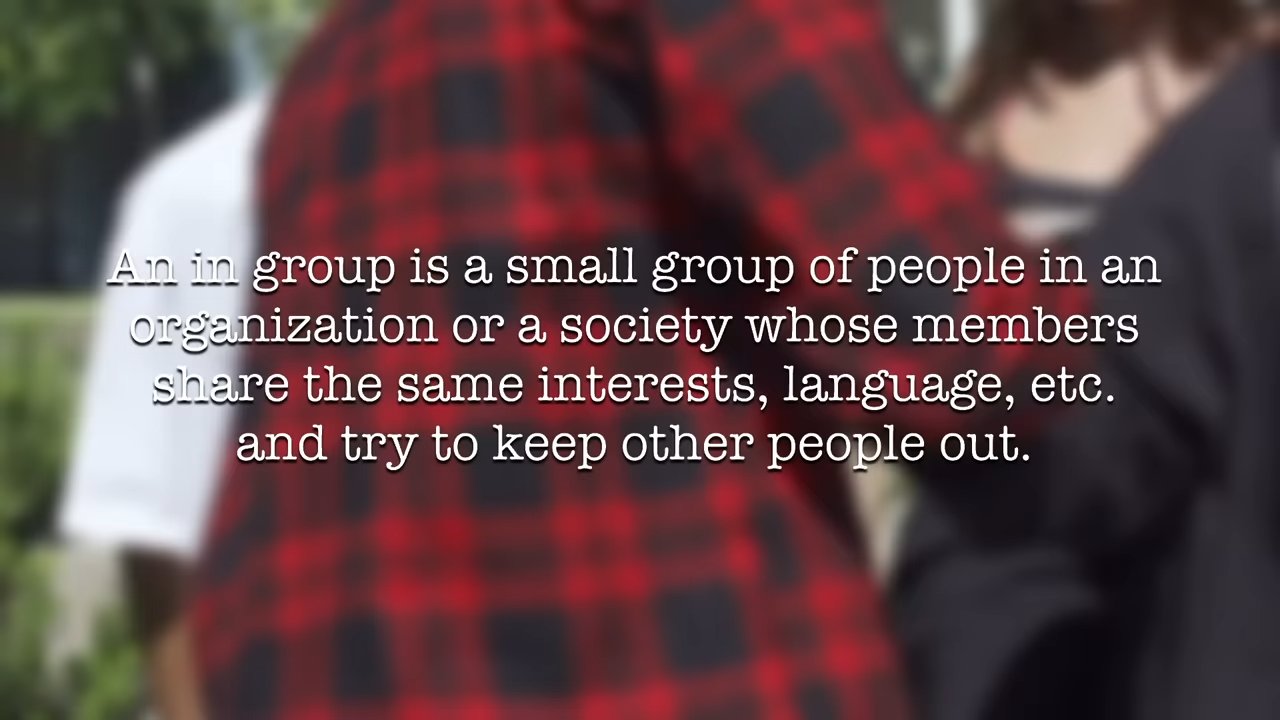 An in group is a small group of people in an
organization or a society whose members
share the same interests, language, etc.
and try to keep other people out.